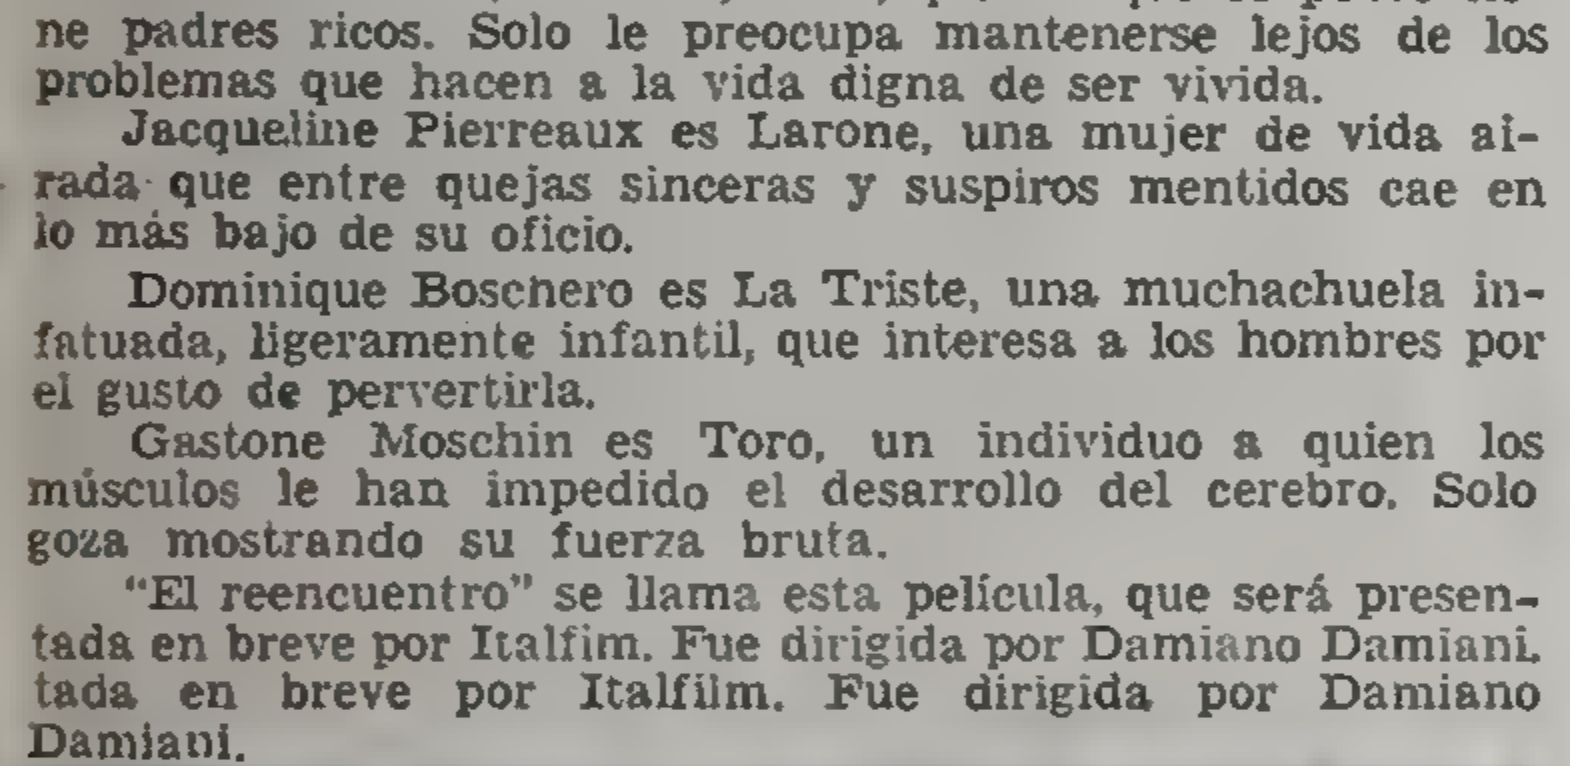 ne padres ricos. Solo le preocupa mantenerse lejos de los
problemas que hacen a la vida digna de ser vivida.
Jacqueline Pierreaux es Larone, una mujer de vida ai-
rada que entre quejas sinceras y suspiros mentidos cae en
lo más bajo de su oficio.
Dominique Boschero es La Triste, una muchachuela in-
fatuada, ligeramente infantil, que interesa a los hombres por
el gusto de pervertirla.
Gastone Moschin es Toro, un individuo a quien los
músculos le han impedido el desarrollo del cerebro. Solo
goza mostrando su fuerza bruta.
"El reencuentro" se llama esta película, que será presen-
tada en breve por Italfim. Fue dirigida por Damiano Damiani.
tada en breve por Italfilm. Fue dirigida por Damiano
Damiani.